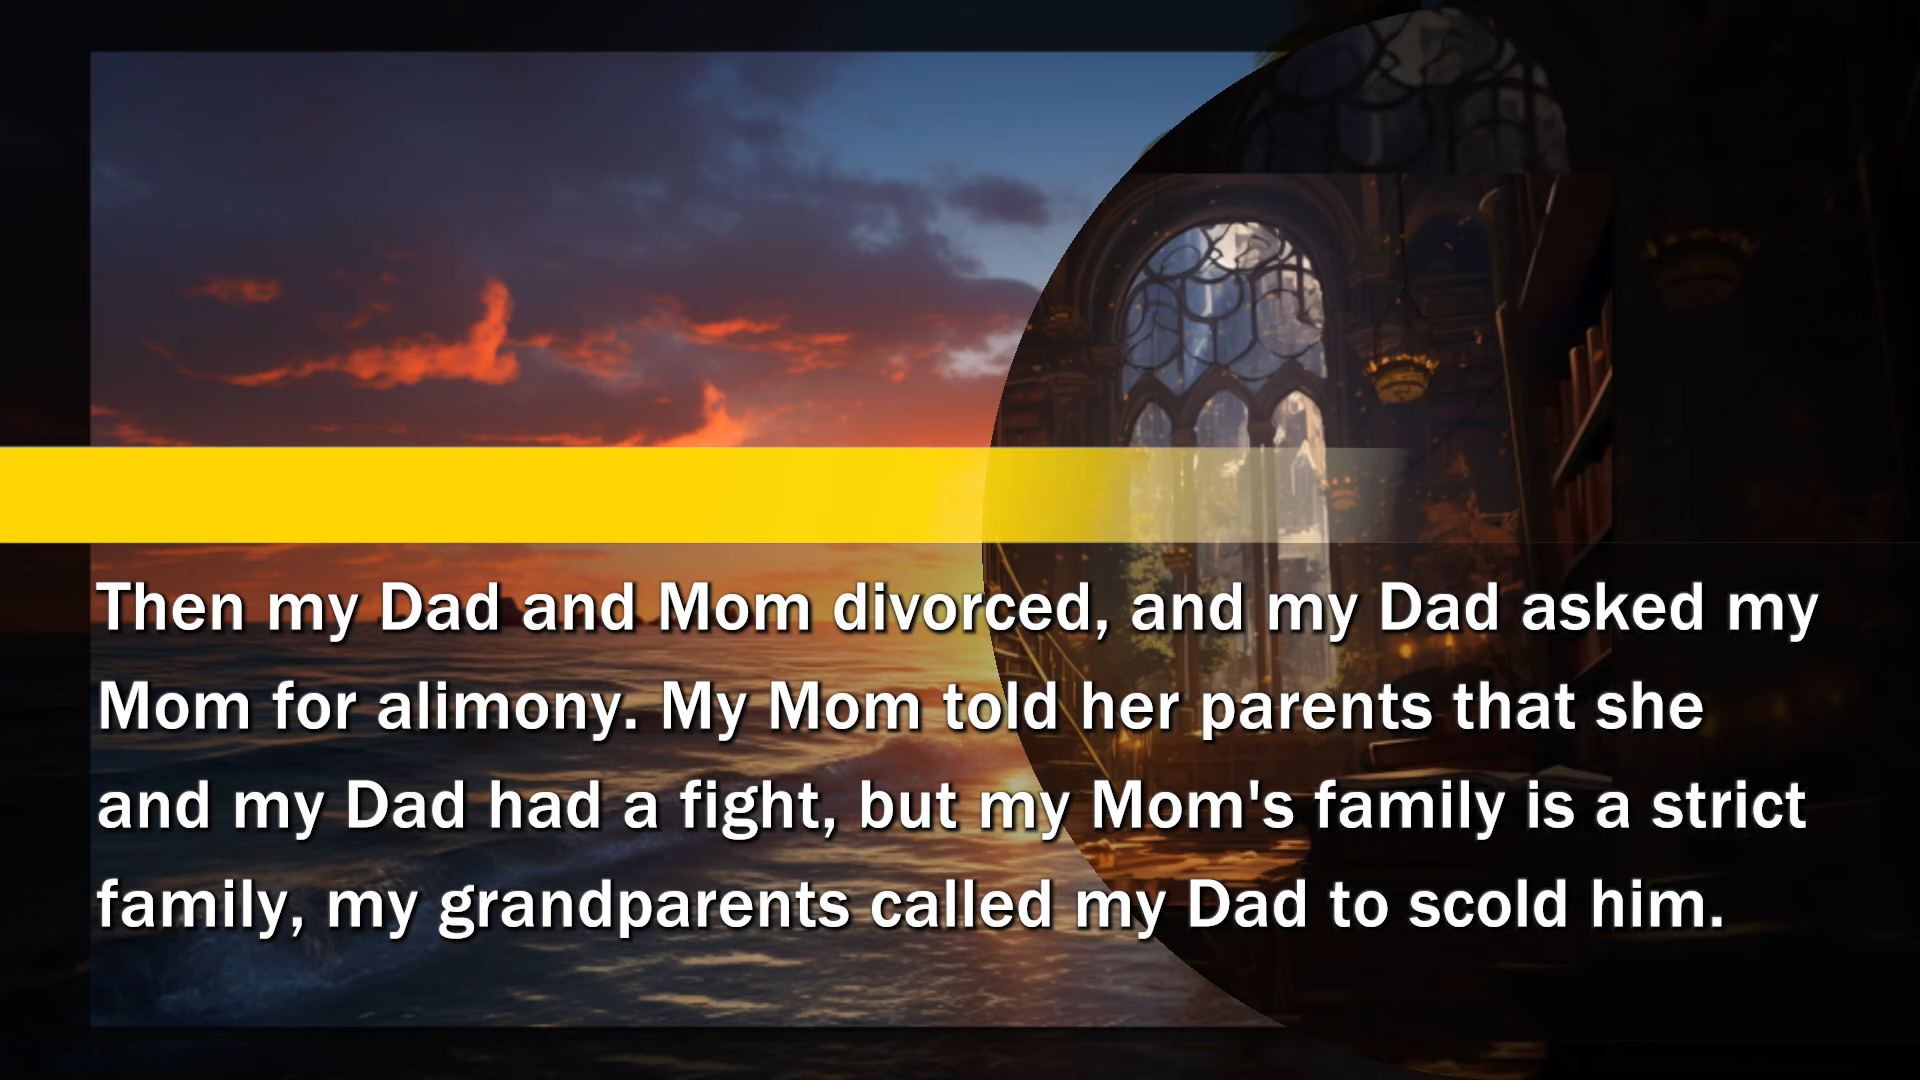 Then my Dad and Mom divorced, and my Dad asked my
Mom for alimony. My Mom told her parents that she
and my Dad had a fight, but my Mom's family is a strict
family, my grandparents called my Dad to scold him.